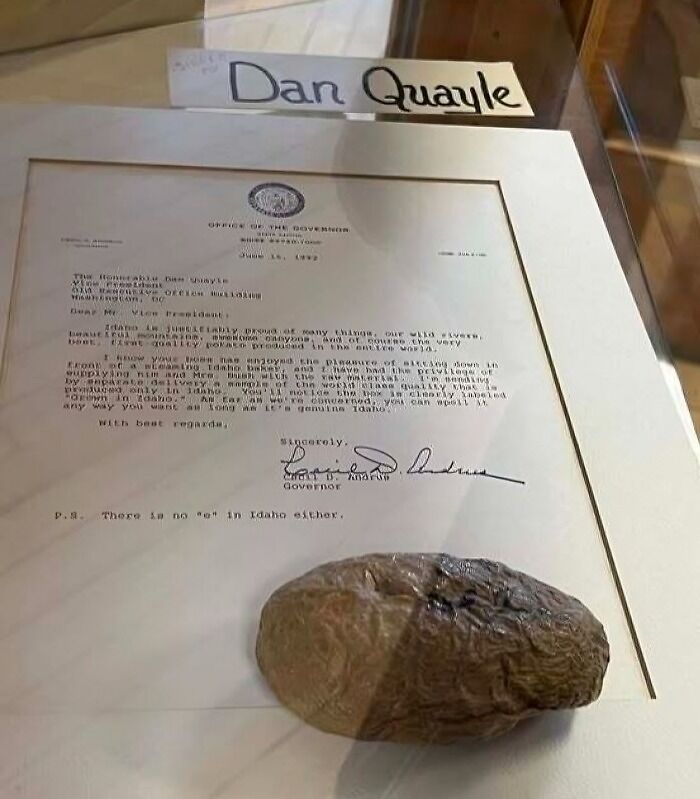 Dan Quayle
OFFICE OF THE GOVERNOR
June 16, 1992
The Honorable Dan Quayle
Vice President
Old Executive Office Building
Washington, DC
Dear Mr. Vice President:
Idaho is justifiably proud of many things, our wild rivers,
beautiful mountains, awesome canyons, and of course the very
best, first-quality potato produced in the entire world.
I know your boss has enjoyed the pleasure of sitting down in
front of a steaming Idaho baker, and I have had the privilege of
supplying him and Mrs. Bush with the raw material. I'm sending
by separate delivery a sample of the world class quality that is
produced only in Idaho. You'll notice the box is clearly labeled
"Grown in Idaho." As far as we're concerned, you can spell it
any way you want as long as it's genuine Idaho.
With best regards,
Sincerely,
Cecil D. Andrus
Cecil D. Andrus
Governor
P.S. There is no "e" in Idaho either.